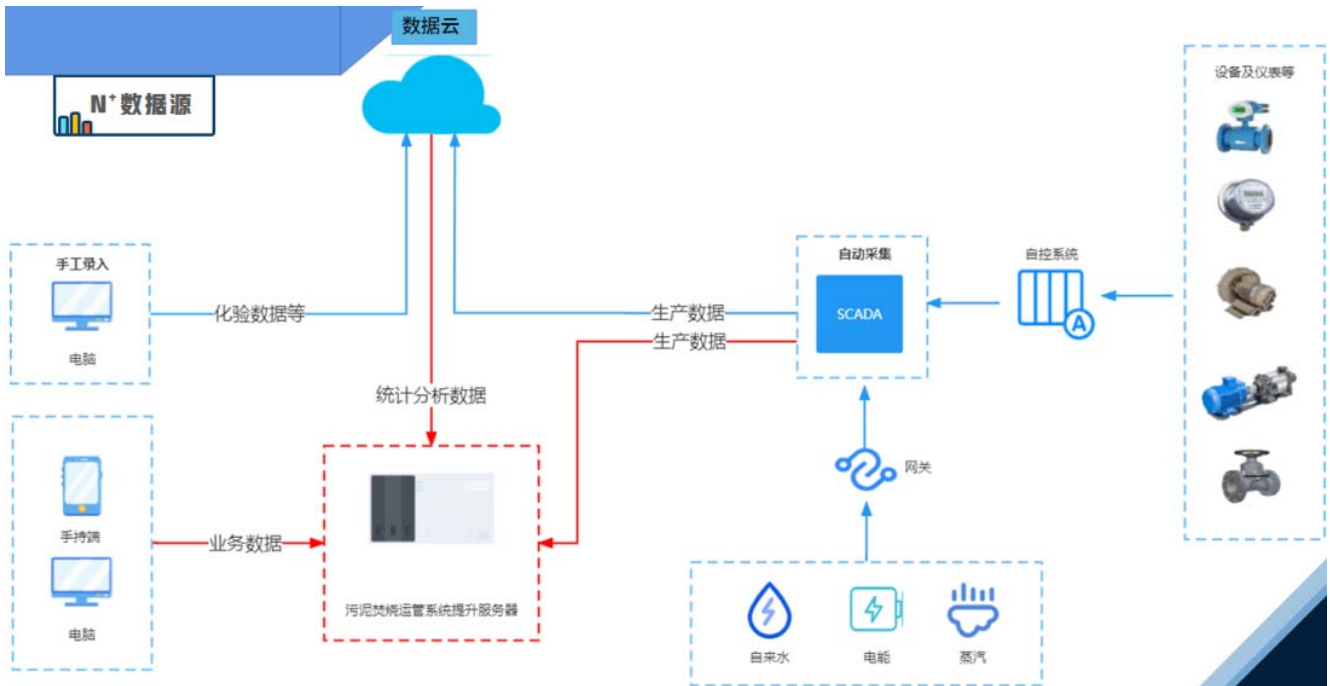 数据云
N⁺数据源
设备及仪表等
手工录入
电脑
化验数据等
生产数据
生产数据
自动采集
SCADA
自控系统
A
统计分析数据
网关
手持端
电脑
业务数据
污泥焚烧运管系统提升服务器
自来水
电能
蒸汽